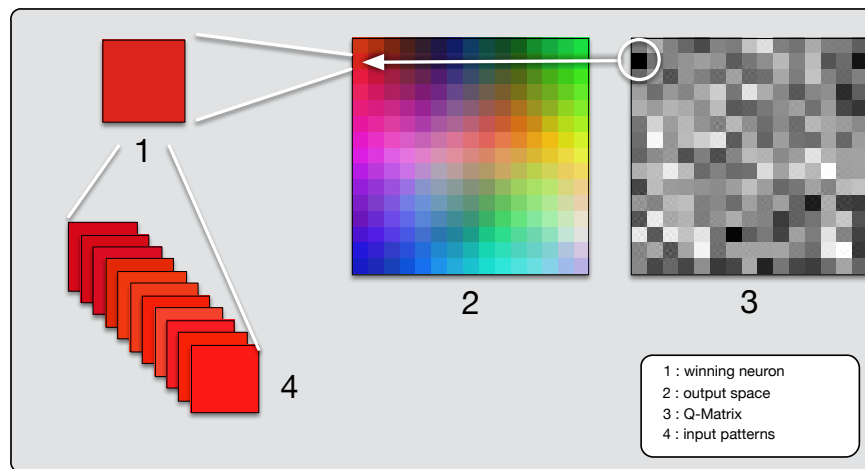 1
2
3
4
1 : winning neuron
2 : output space
3 : Q-Matrix
4 : input patterns